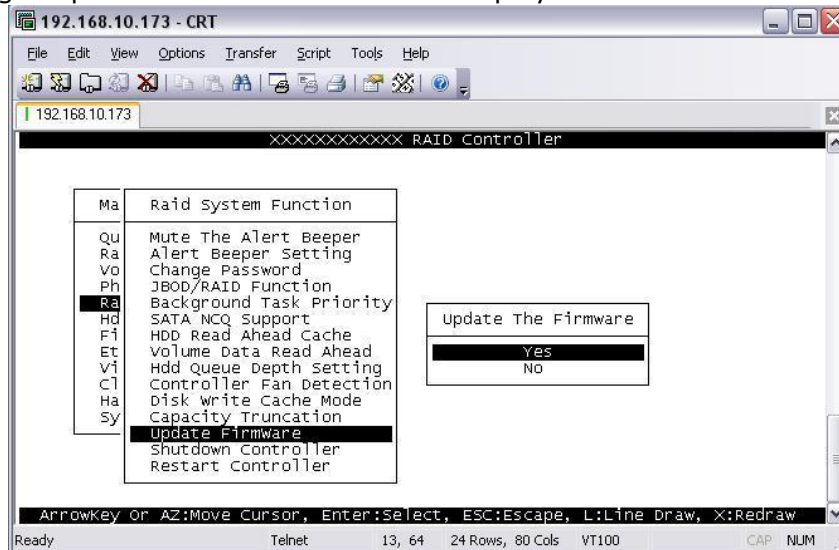 192.168.10.173 - CRT
File Edit View Options Transfer Script Tools Help
192.168.10.173
XXXXXXXXXXXX RAID Controller
Ma
Qu
Ra
Vo
Ph
Ra
Hd
Fi
Et
Vi
Cl
Ha
Sy
Raid System Function
Mute The Alert Beeper
Alert Beeper Setting
Change Password
JBOD/RAID Function
Background Task Priority
SATA NCQ Support
HDD Read Ahead Cache
Volume Data Read Ahead
Hdd Queue Depth Setting
Controller Fan Detection
Disk Write Cache Mode
Capacity Truncation
Update Firmware
Shutdown Controller
Restart Controller
Update The Firmware
Yes
No
ArrowKey Or AZ:Move Cursor, Enter:Select, ESC:Escape, L:Line Draw, X:Redraw
Ready Telnet 13, 64 24 Rows, 80 Cols VT100 CAP NUM